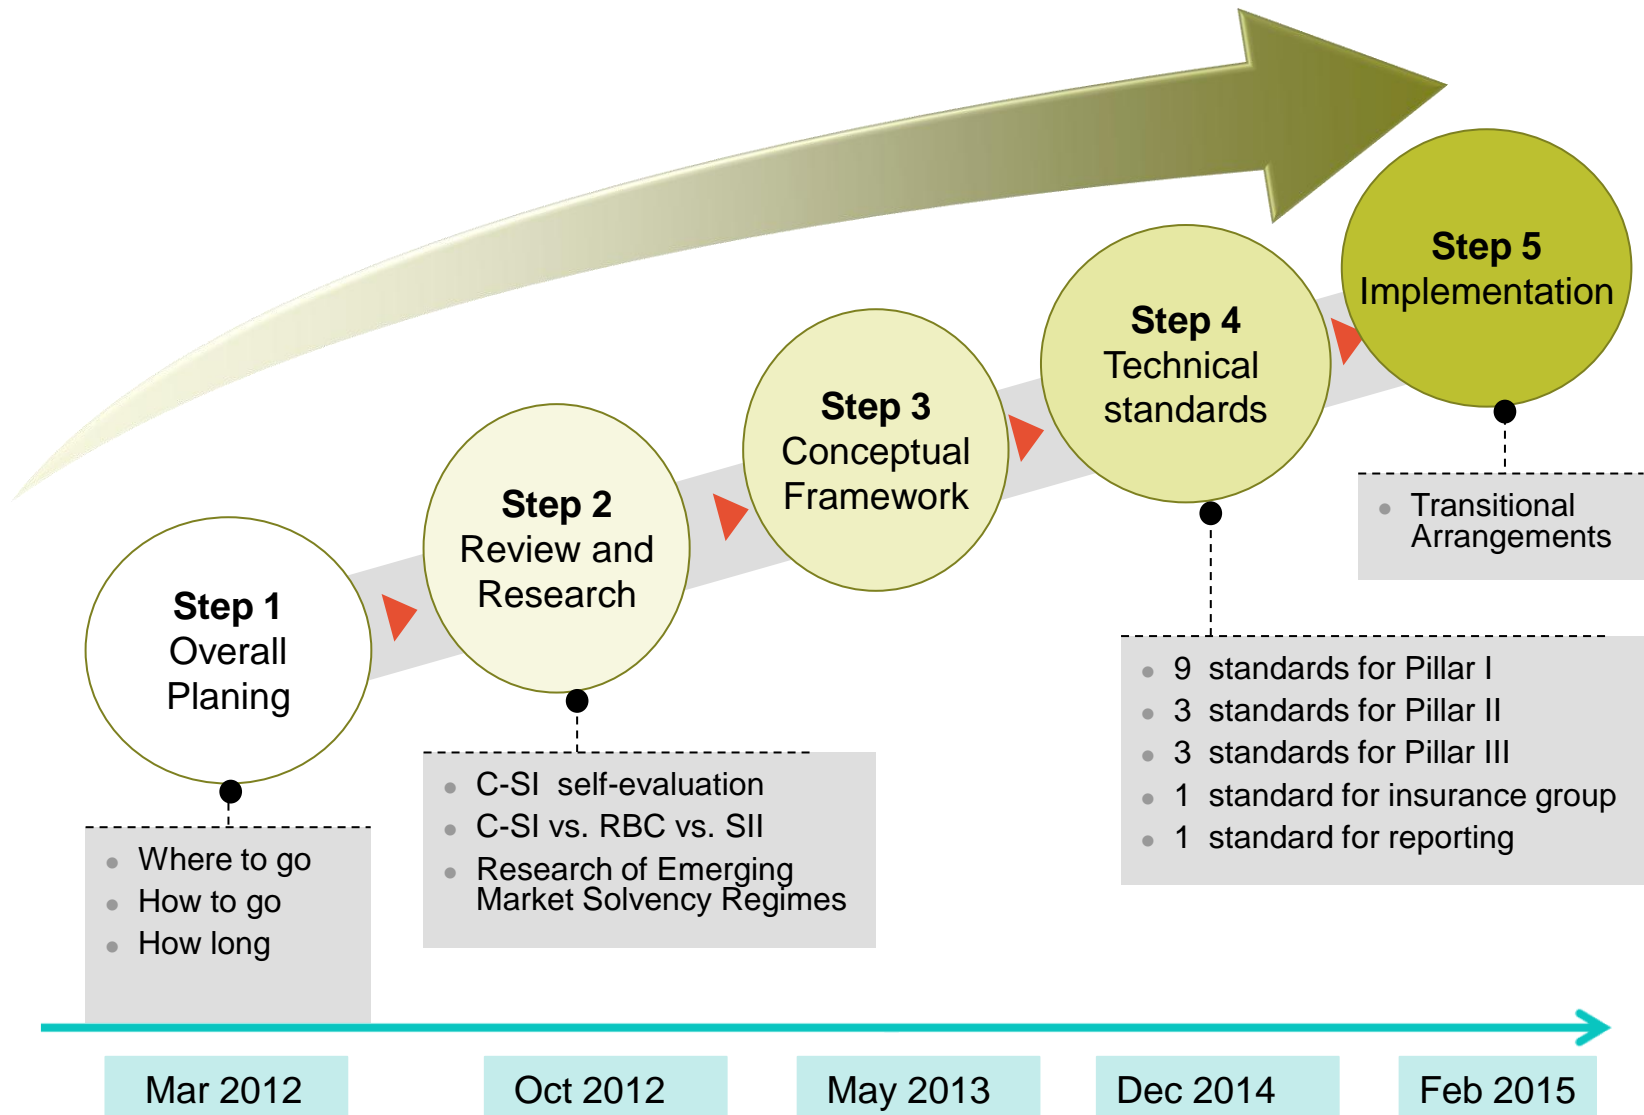 Step 1
Overall
Planing
Where to go
How to go
How long
Step 2
Review and
Research
C-SI self-evaluation
C-SI vs. RBC vs. SII
Research of Emerging
Market Solvency Regimes
Step 3
Conceptual
Framework
Step 4
Technical
standards
9 standards for Pillar I
3 standards for Pillar II
3 standards for Pillar III
1 standard for insurance group
1 standard for reporting
Step 5
Implementation
Transitional
Arrangements
Mar 2012
Oct 2012
May 2013
Dec 2014
Feb 2015